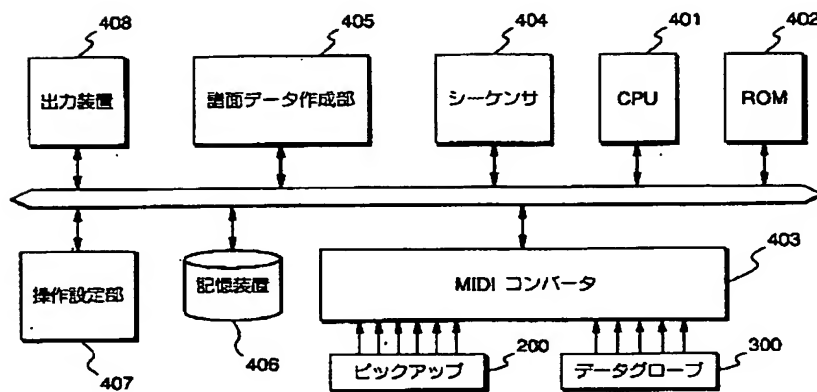 408
405
404
401
402
出力装置
譜面データ作成部
シーケンサ
CPU
ROM
403
操作設定部
記憶装置
MIDI コンバータ
407
406
200
300
ピックアップ
データグローブ